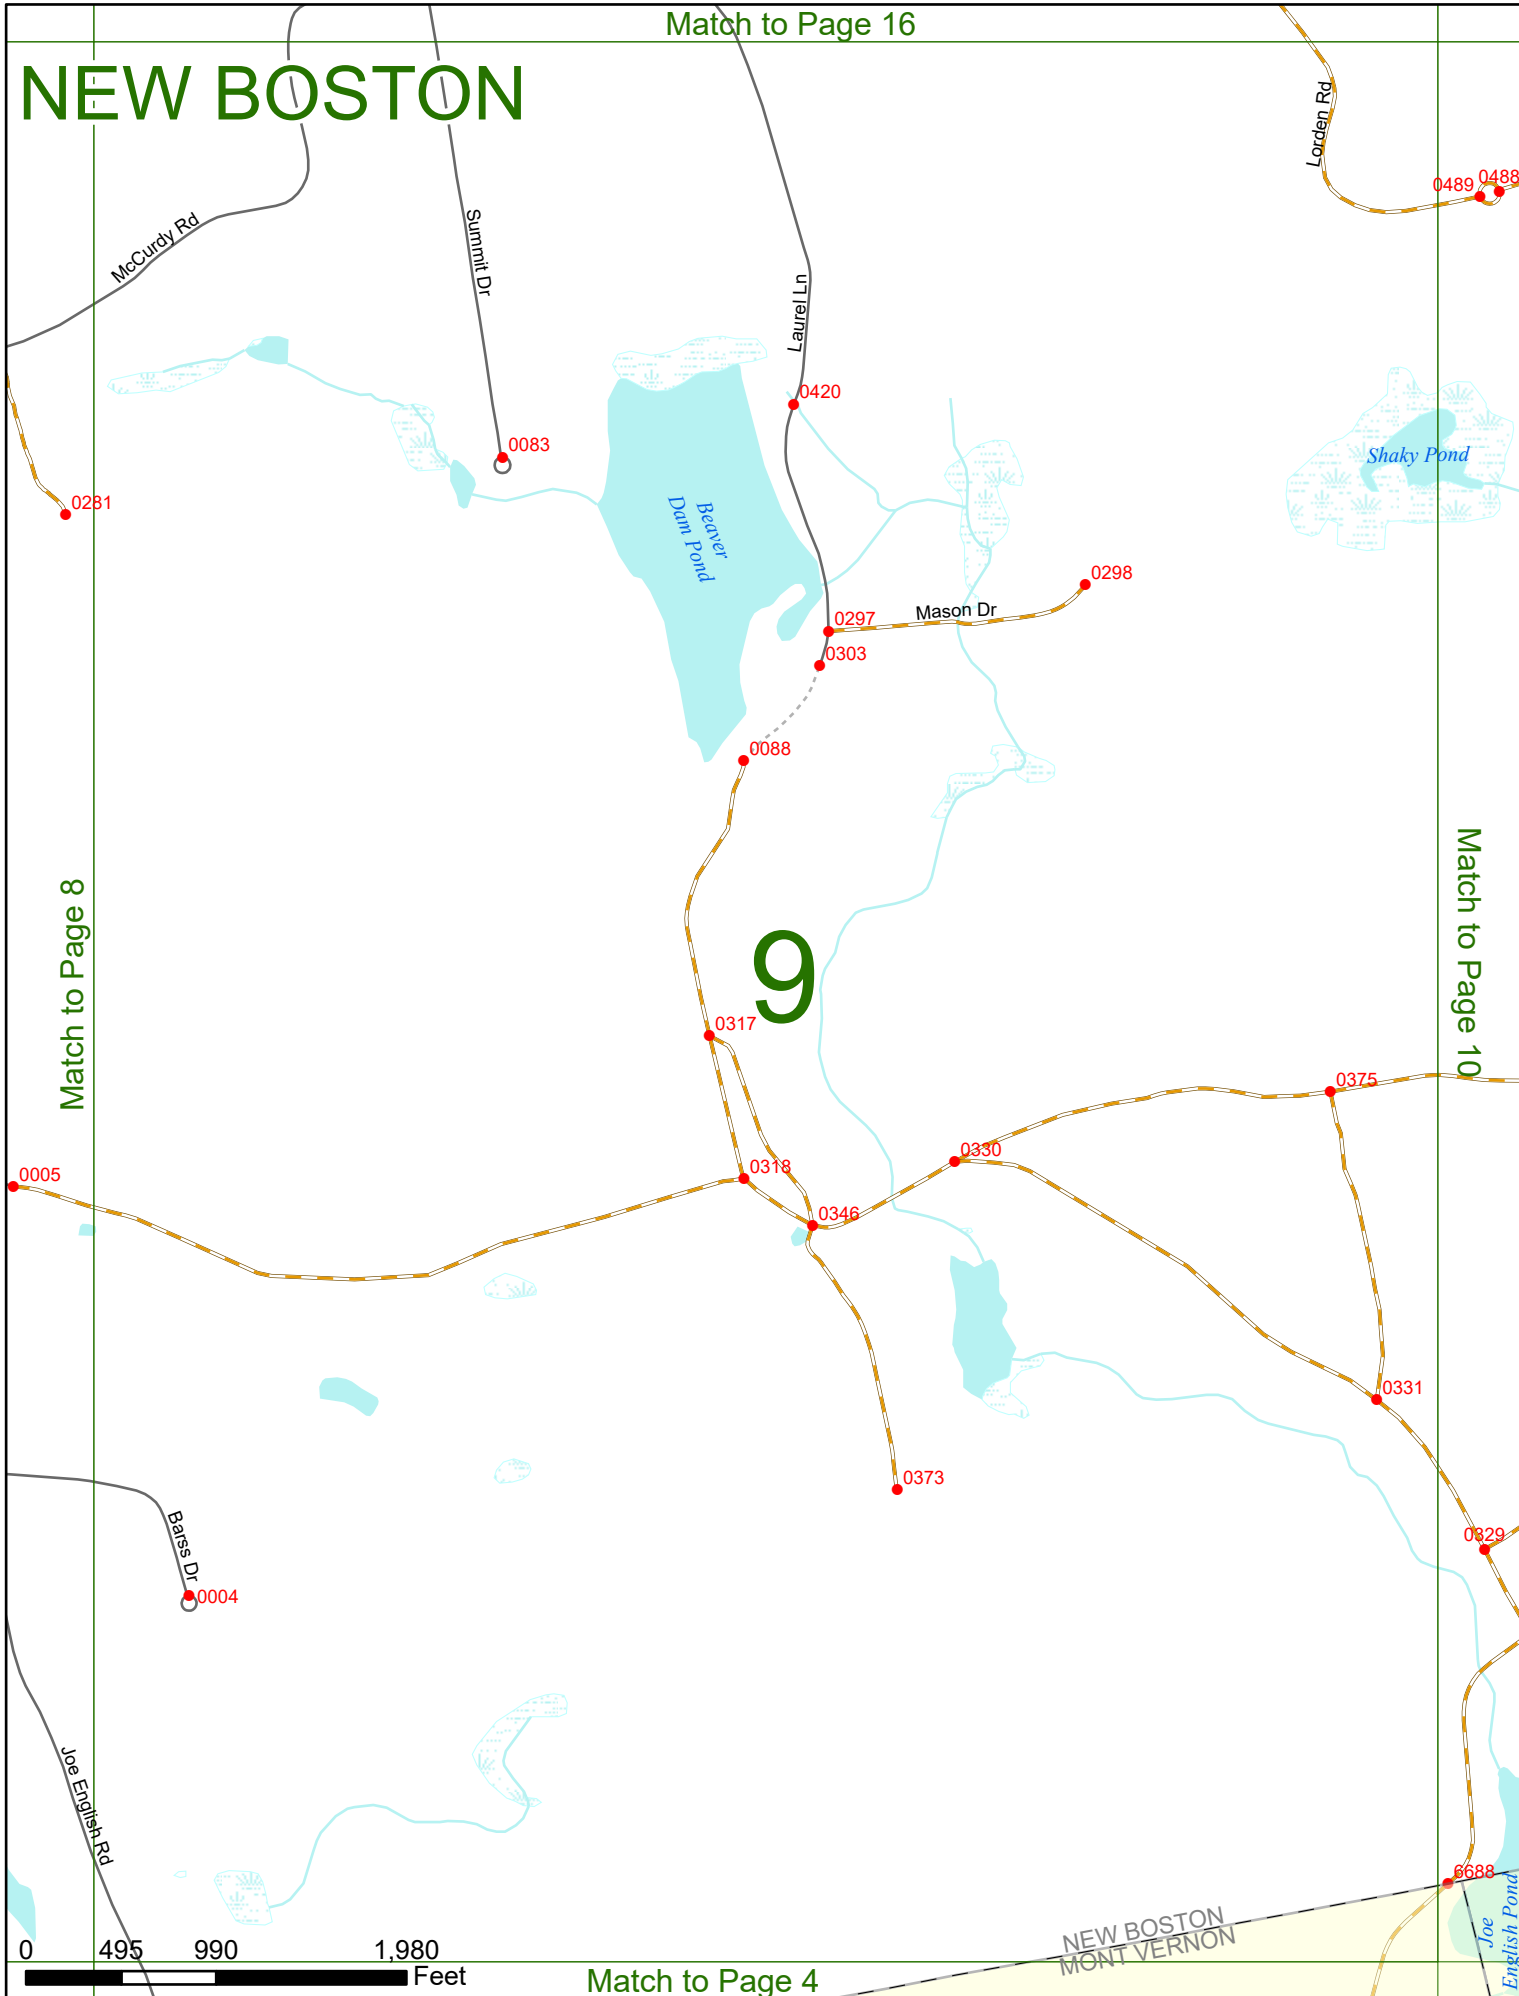 Match to Page 16
NEW BOSTON
Lorden Rd
0489
0488
McCurdy Rd
Summit Dr
Laurel Ln
0420
0083
Shaky Pond
0281
Beaver
Dam Pond
0298
Mason Dr
0297
0303
0088
Match to Page 8
9
Match to Page 10
0317
0375
0330
0318
0005
0346
0331
0373
0329
Barss Dr
0004
Joe English Rd
6688
NEW BOSTON
MONT VERNON
Joe
English Pond
0 495 990 1,980
Feet
Match to Page 4